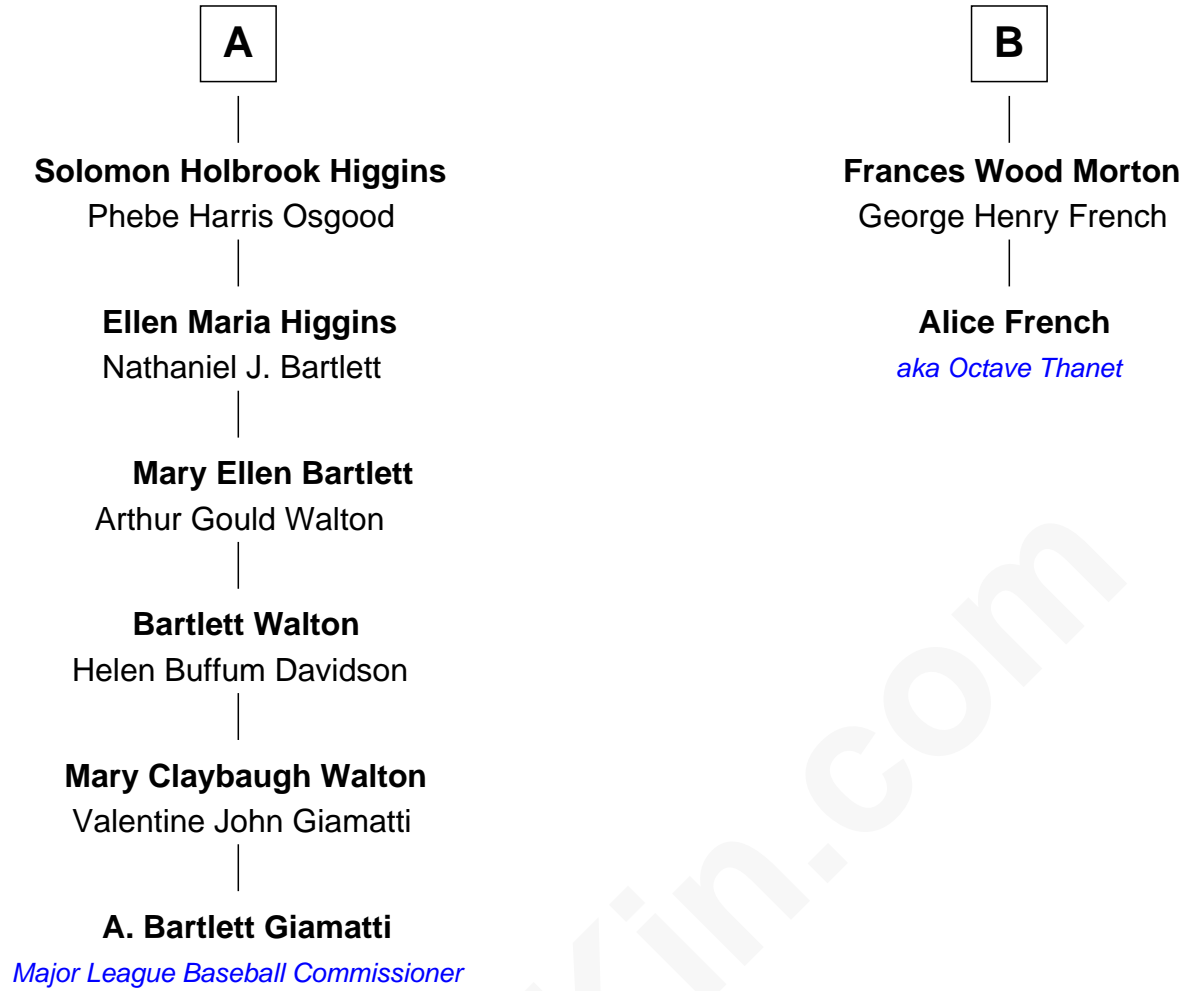 A
Solomon Holbrook Higgins
Phebe Harris Osgood
Ellen Maria Higgins
Nathaniel J. Bartlett
Mary Ellen Bartlett
Arthur Gould Walton
Bartlett Walton
Helen Buffum Davidson
Mary Claybaugh Walton
Valentine John Giamatti
A. Bartlett Giamatti
Major League Baseball Commissioner
B
Frances Wood Morton
George Henry French
Alice French
aka Octave Thanet
kin.com